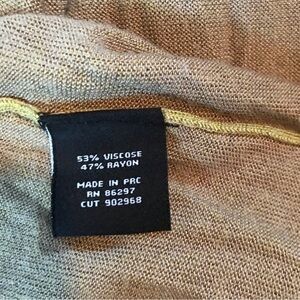 53% VISCOSE
47% RAYON
MADE IN PRC
RN 86297
CUT 902968